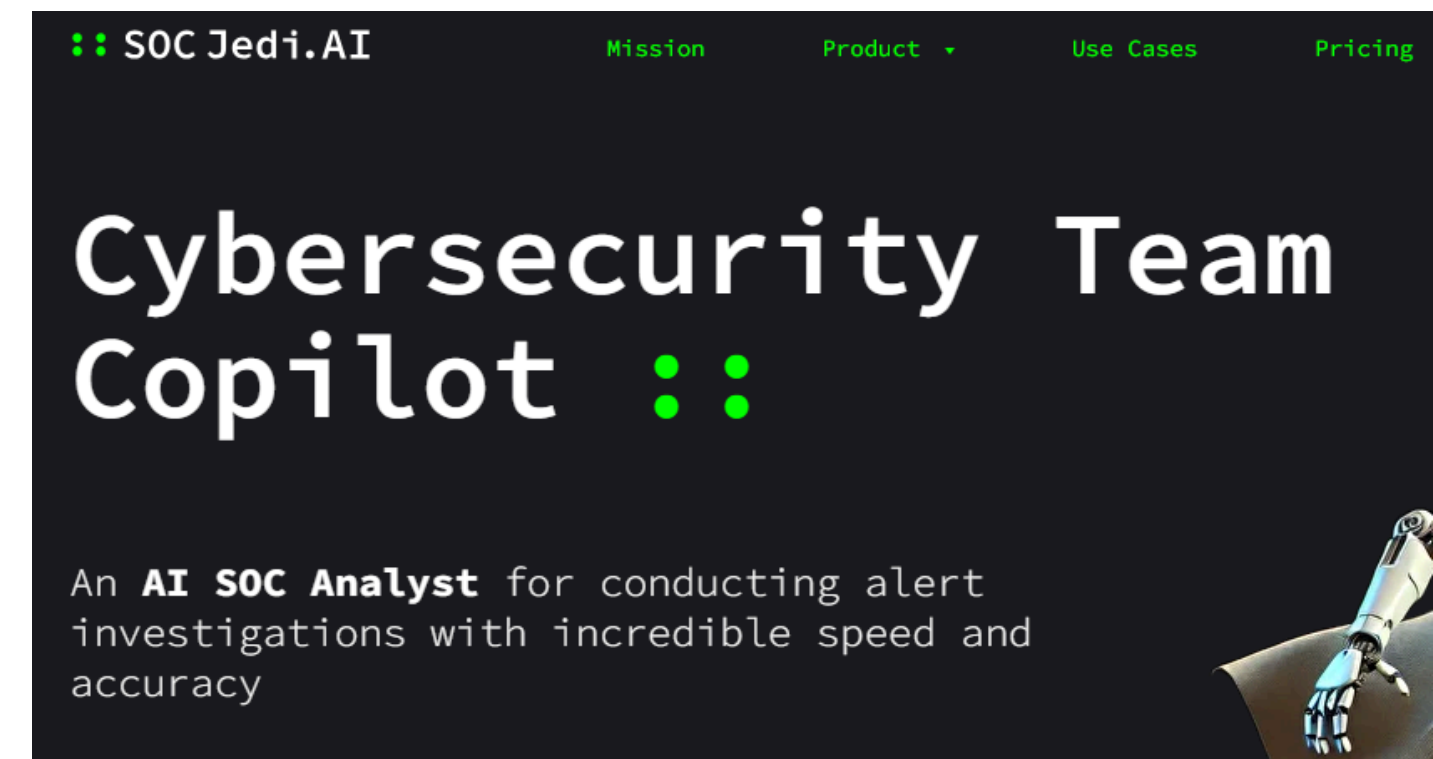 :: SOC Jedi.AI
Mission
Product
Use Cases
Pricing
Cybersecurity Team
Copilot ::
An AI SOC Analyst for conducting alert
investigations with incredible speed and
accuracy